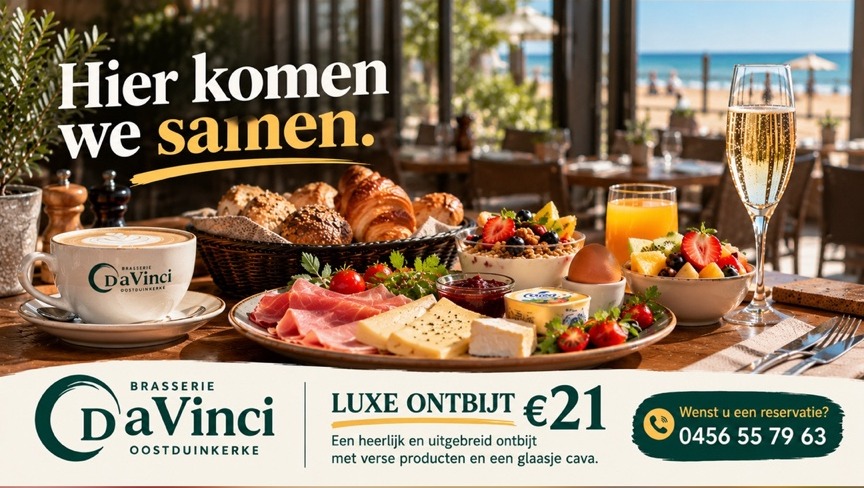 Hier komen
we samen.
BRASSERIE
DaVinci
OOSTDUINKERKE
BRASSERIE
DaVinci
OOSTDUINKERKE
LUXE ONTBIJT €21
Een heerlijk en uitgebreid ontbijt
met verse producten en een glaasje cava.
Wenst u een reservatie?
0456 55 79 63